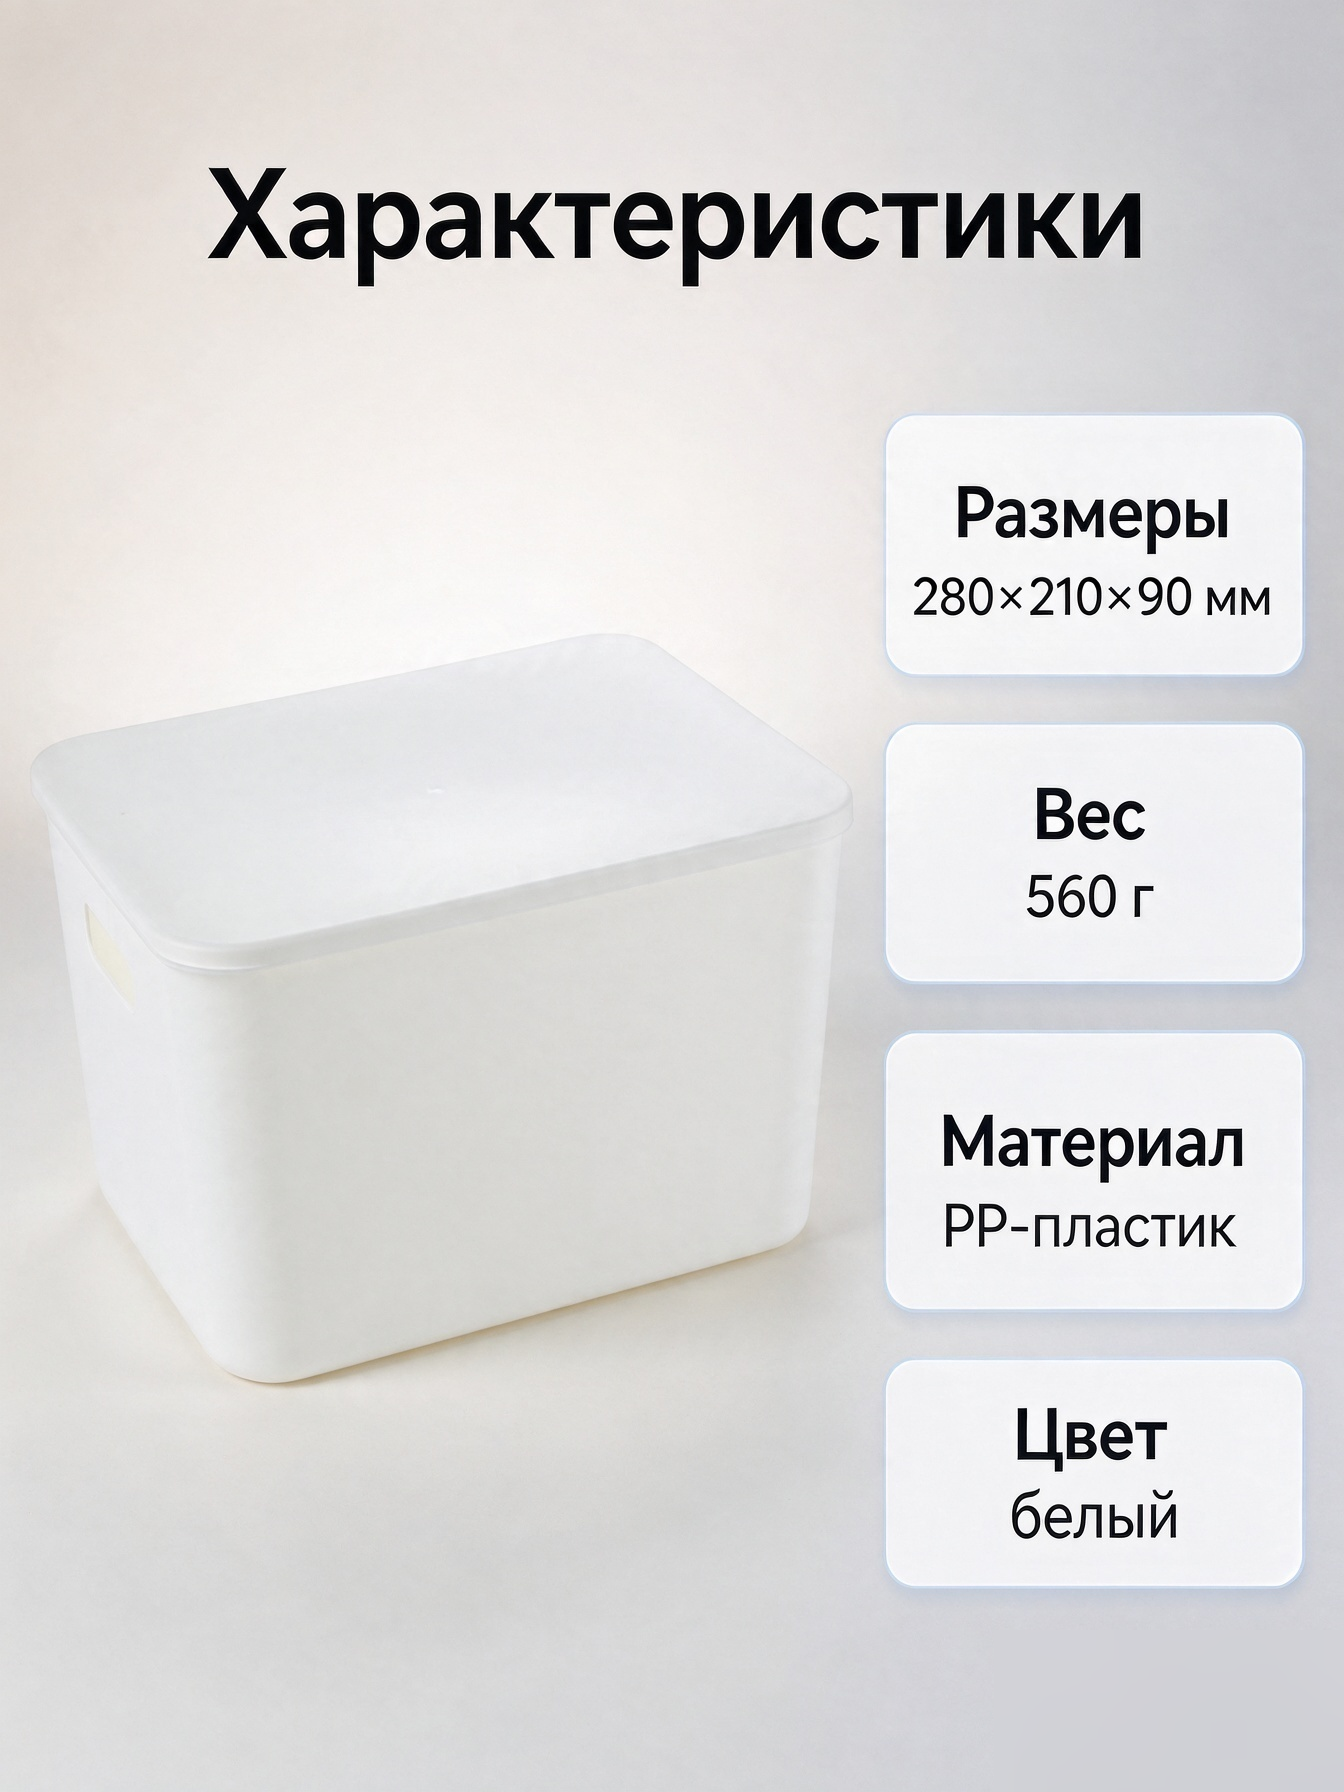 Характеристики
Размеры
280×210×90 мм
Вес
560 г
Материал
PP-пластик
Цвет
белый